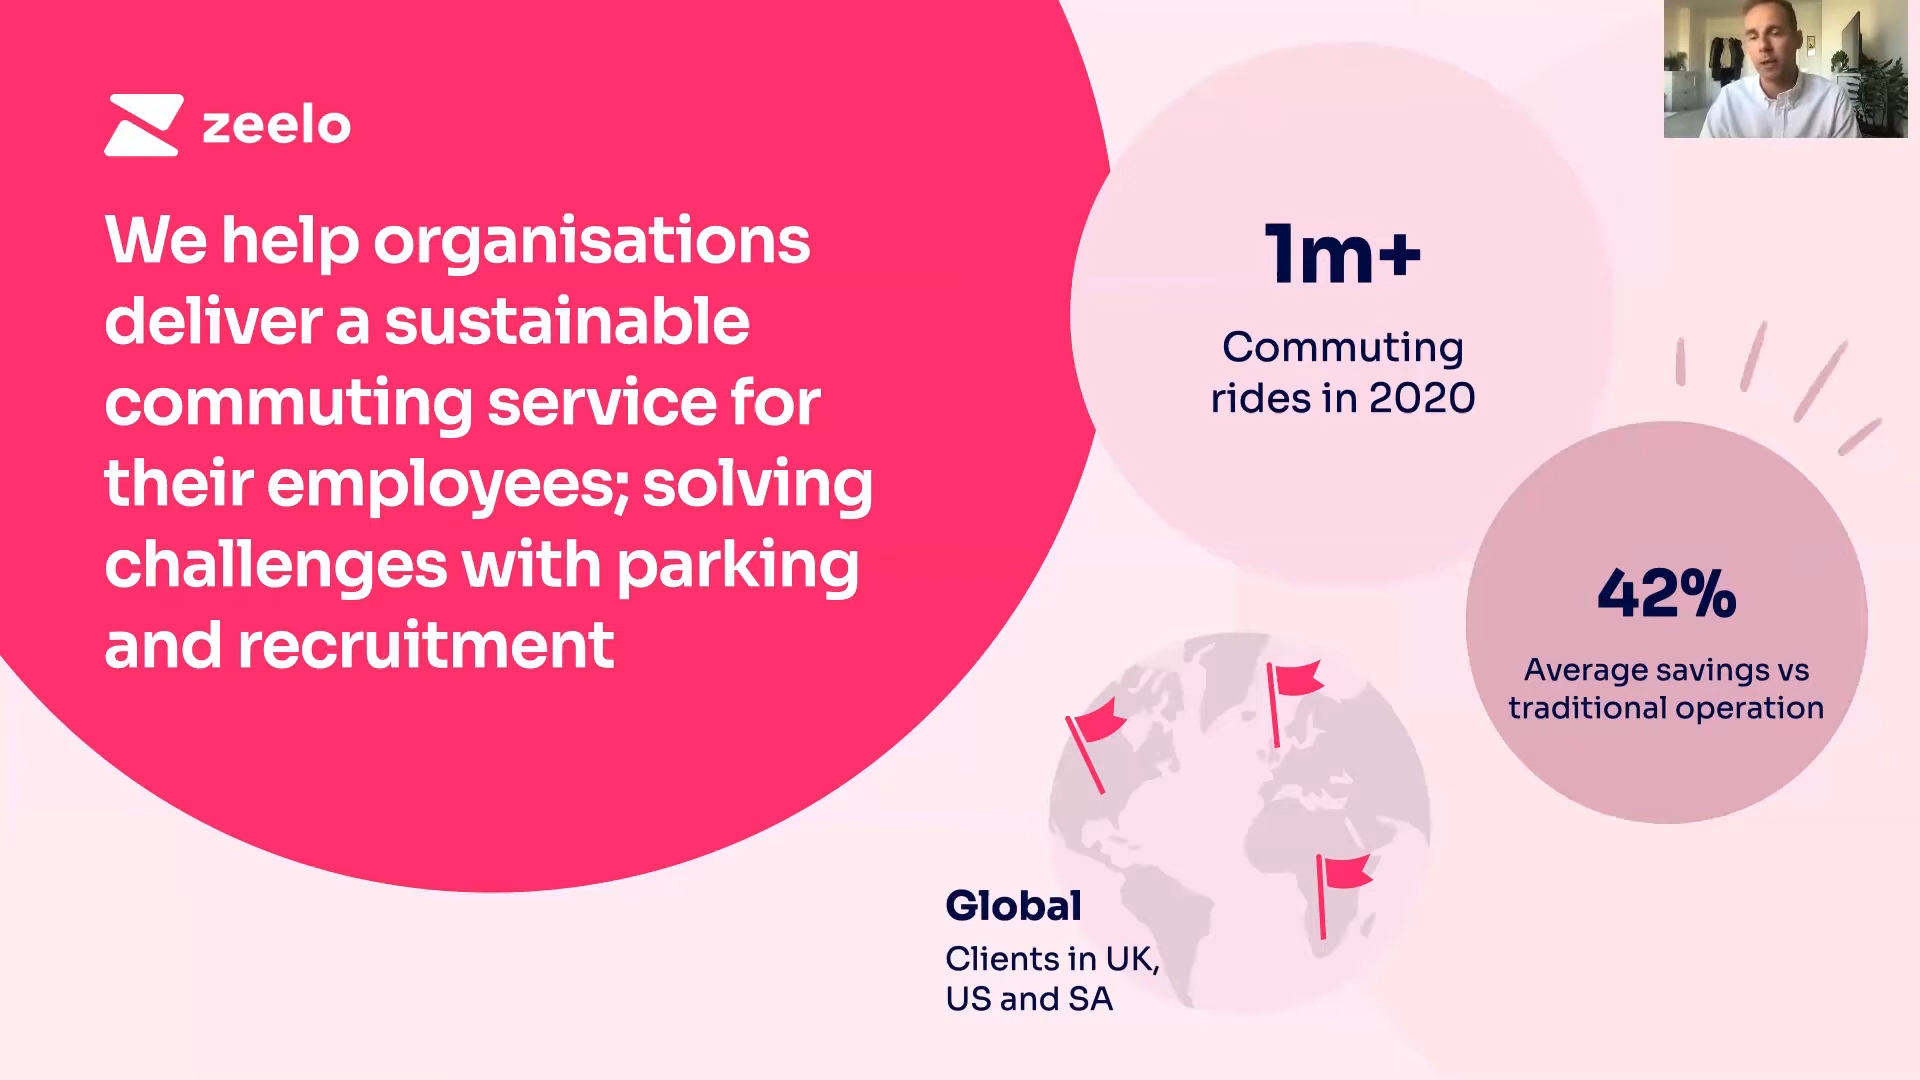 zeelo
We help organisations
deliver a sustainable
commuting service for
their employees; solving
challenges with parking
and recruitment
1m+
Commuting
rides in 2020
42%
Average savings vs
traditional operation
Global
Clients in UK,
US and SA